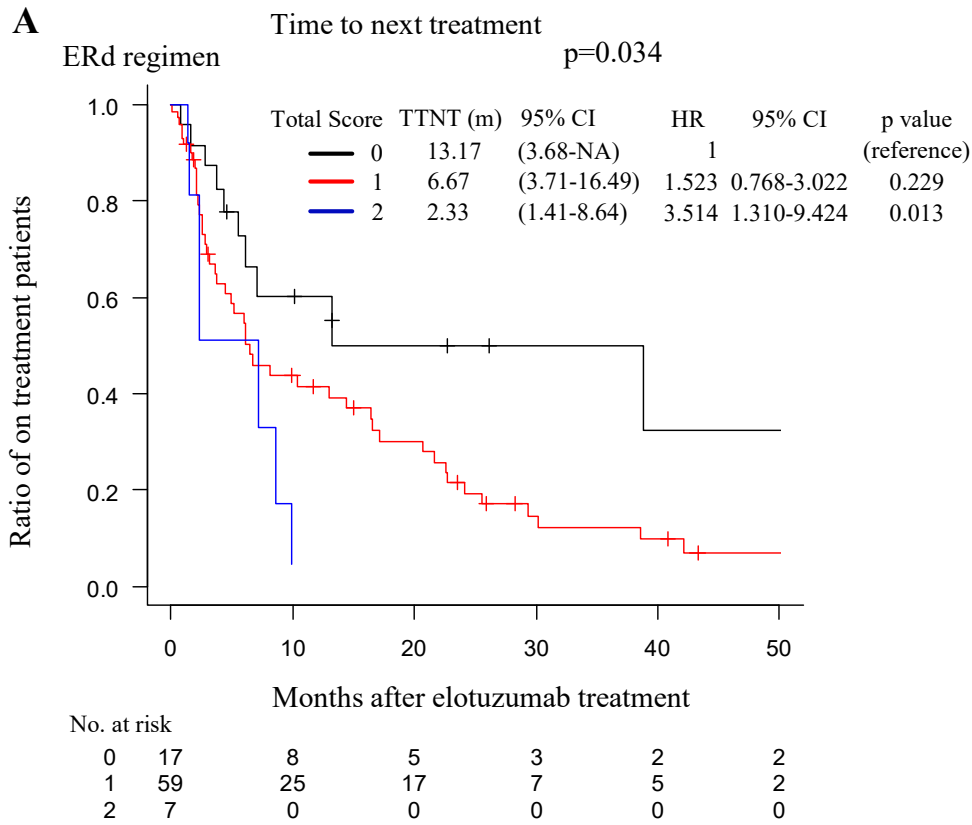 A
Time to next treatment
ERd regimen
p=0.034
Total Score TTNT (m) 95% CI HR 95% CI p value
(reference)
0 13.17 (3.68-NA) 1
1 6.67 (3.71-16.49) 1.523 0.768-3.022 0.229
2 2.33 (1.41-8.64) 3.514 1.310-9.424 0.013
Ratio of on treatment patients
1.0
0.8
0.6
0.4
0.2
0.0
0 10 20 30 40 50
Months after elotuzumab treatment
No. at risk
0 17 8 5 3 2 2
1 59 25 17 7 5 2
2 7 0 0 0 0 0